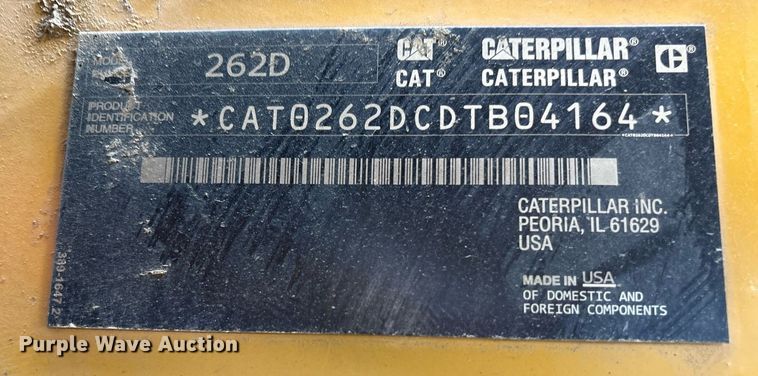 262D
CAT CATERPILLAR®
CAT® CATERPILLAR®
PRODUCT
IDENTIFICATION
NUMBER
*CAT0262DCDTB04164*
*CAT0262DCDTB04164*
CATERPILLAR INC.
PEORIA, IL 61629
USA
MADE IN USA
OF DOMESTIC AND
FOREIGN COMPONENTS
Purple Wave Auction